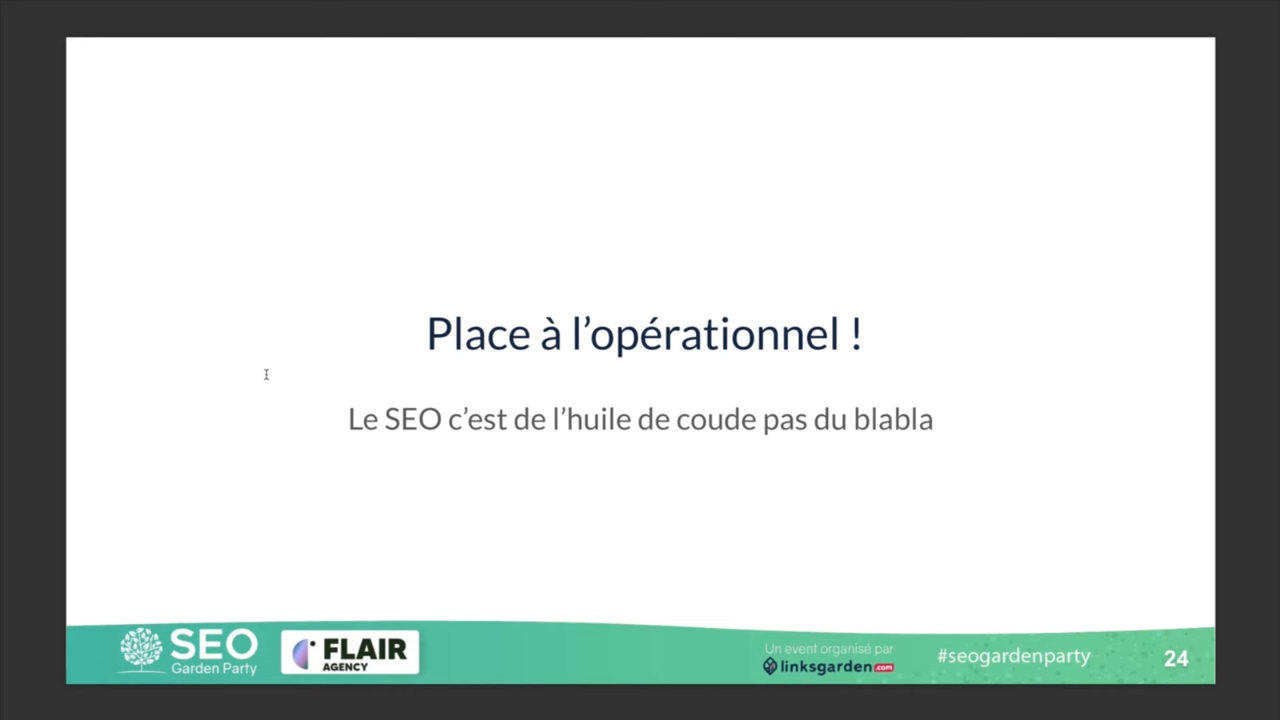 Place à l’opérationnel !
Le SEO c’est de l’huile de coude pas du blabla
SEO
Garden Party
FLAIR
AGENCY
Un event organisé par
linksgarden.com
#seogardenparty
24